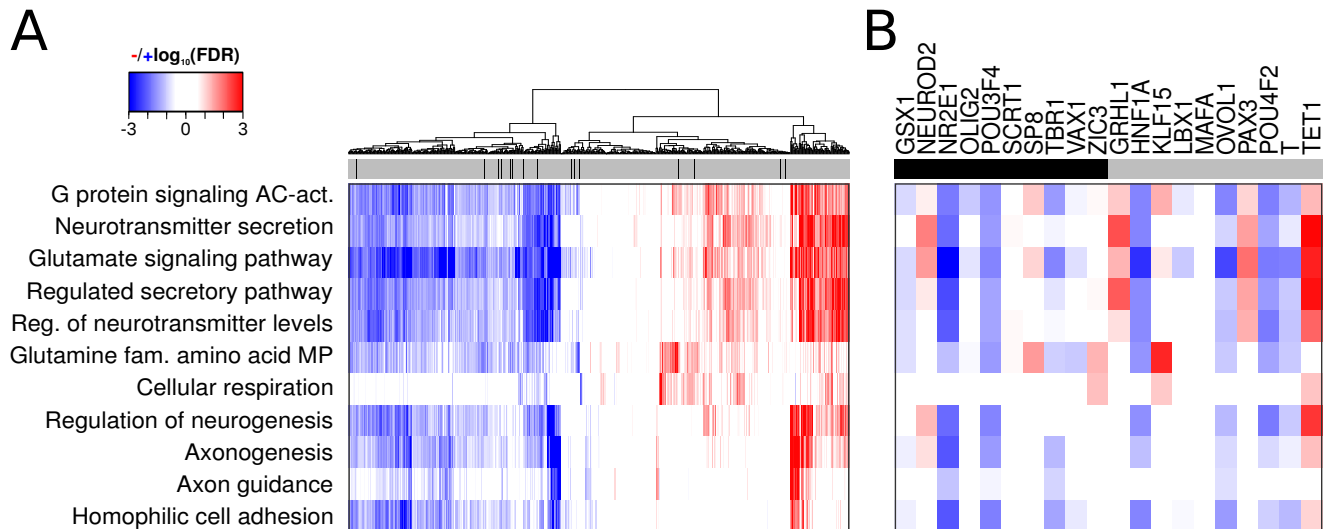 A
B
-/+log₁₀(FDR)
-3 0 3
GSX1
NEUROD2
NR2E1
OLIG2
POU3F4
SCRT1
SP8
TBR1
VAX1
ZIC3
GRHL1
HNF1A
KLF15
LBX1
MAFA
OVOL1
PAX3
POU4F2
T
TET1
G protein signaling AC-act.
Neurotransmitter secretion
Glutamate signaling pathway
Regulated secretory pathway
Reg. of neurotransmitter levels
Glutamine fam. amino acid MP
Cellular respiration
Regulation of neurogenesis
Axonogenesis
Axon guidance
Homophilic cell adhesion